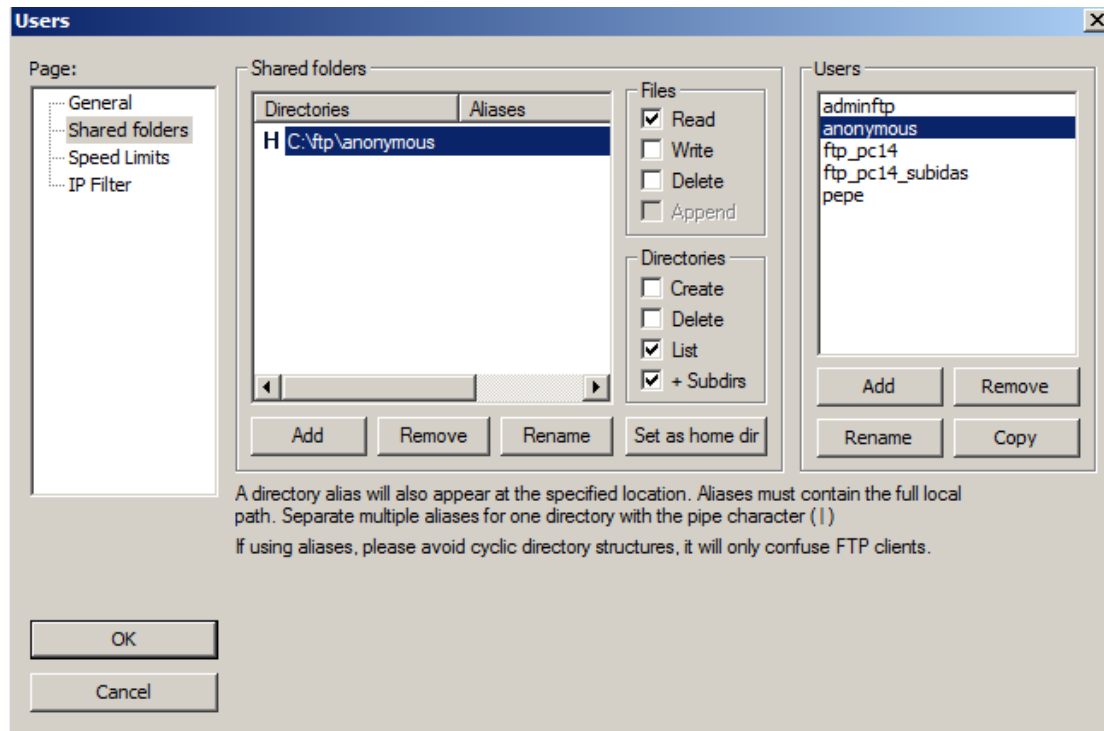 Users
Page:
General
Shared folders
Speed Limits
IP Filter
Shared folders
Directories Aliases
H C:\ftp\anonymous
Files
Read
Write
Delete
Append
Directories
Create
Delete
List
+ Subdirs
Add Remove Rename Set as home dir
Users
adminftp
anonymous
ftp_pc14
ftp_pc14_subidas
pepe
Add Remove
Rename Copy
A directory alias will also appear at the specified location. Aliases must contain the full local
path. Separate multiple aliases for one directory with the pipe character ( | )
If using aliases, please avoid cyclic directory structures, it will only confuse FTP clients.
OK
Cancel